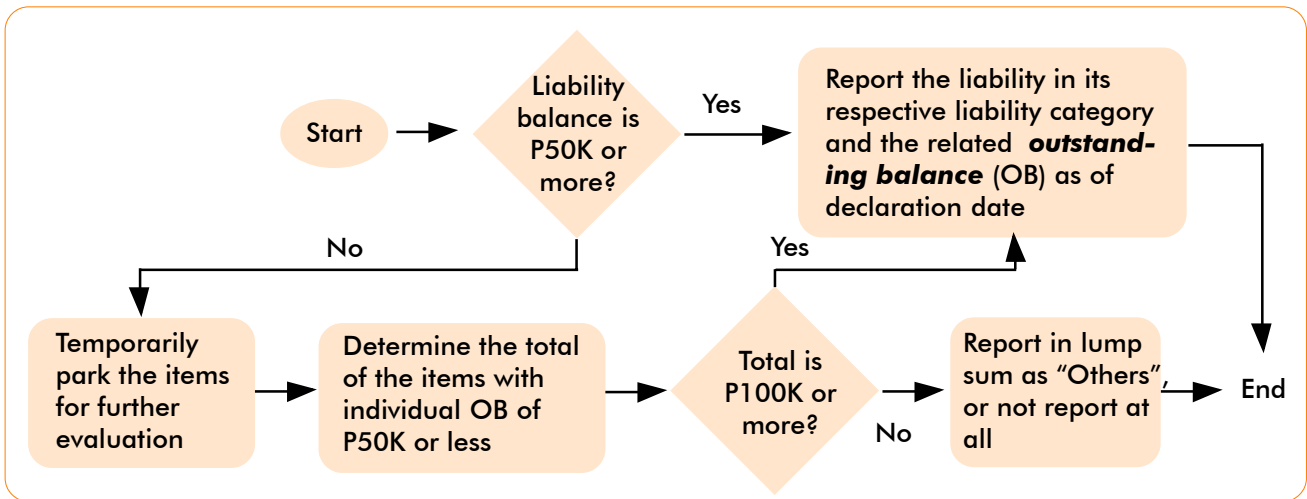 Start
Liability
balance is
P50K or
more?
Yes
Report the liability in its
respective liability category
and the related outstand-
ing balance (OB) as of
declaration date
No
Yes
Temporarily
park the items
for further
evaluation
Determine the total
of the items with
individual OB of
P50K or less
Total is
P100K or
more?
No
Report in lump
sum as “Others”,
or not report at
all
End